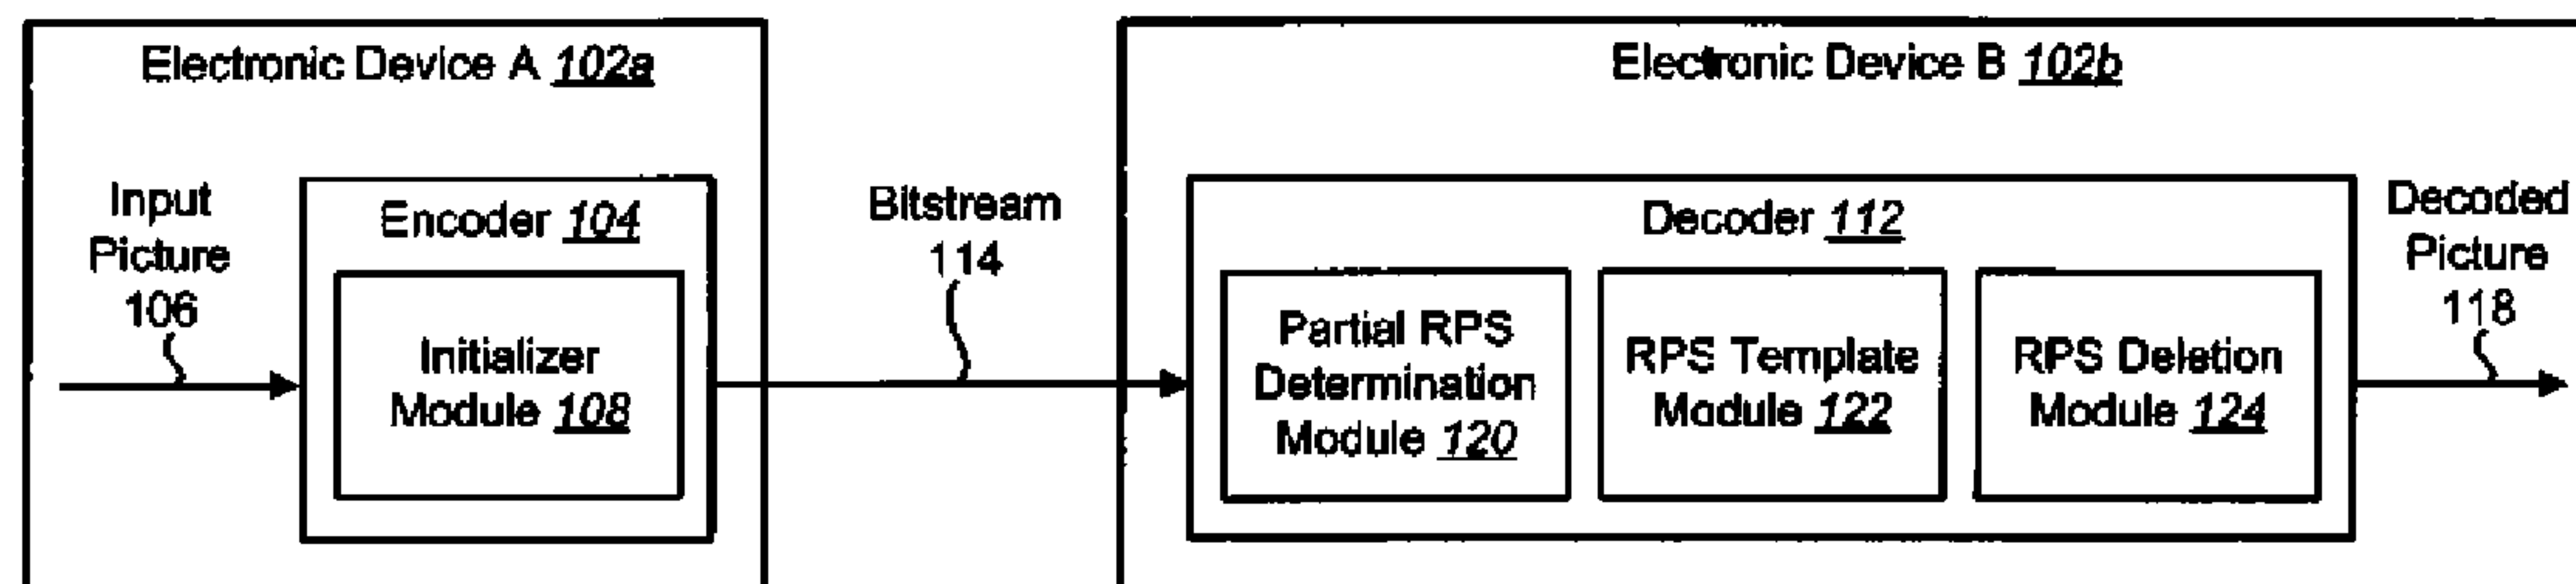 Electronic Device A 102a
Electronic Device B 102b
Input
Picture
106
Encoder 104
Initializer
Module 108
Bitstream
114
Decoder 112
Partial RPS
Determination
Module 120
RPS Template
Module 122
RPS Deletion
Module 124
Decoded
Picture
118